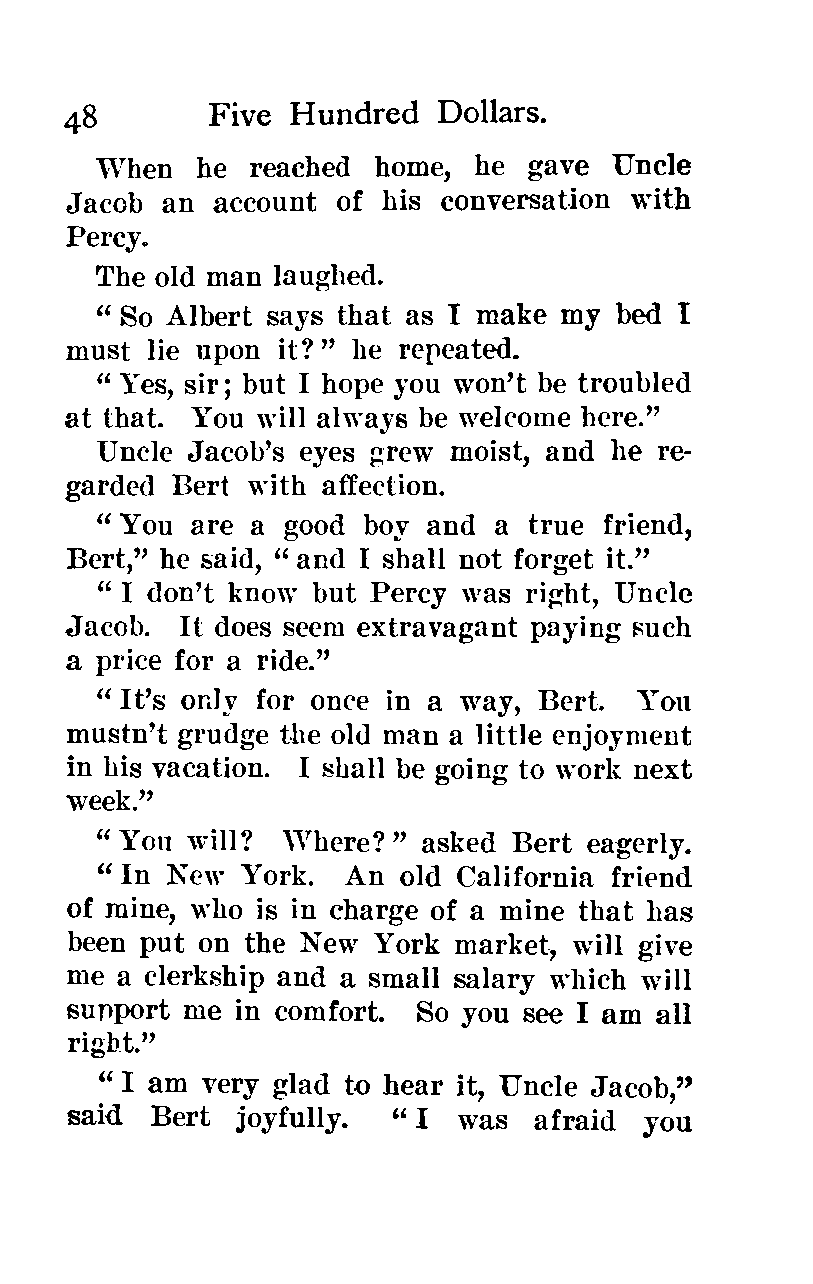 48 Five Hundred Dollars.
When he reached home, he gave Uncle
Jacob an account of his conversation with
Percy.
The old man laughed.
“ So Albert says that as I make my bed I
must lie upon it? ” he repeated.
“ Yes, sir; but I hope you won’t be troubled
at that. You will always be welcome here.”
Uncle Jacob’s eyes grew moist, and he re-
garded Bert with affection.
“ You are a good boy and a true friend,
Bert,” he said, “ and I shall not forget it.”
“ I don’t know but Percy was right, Uncle
Jacob. It does seem extravagant paying such
a price for a ride.”
“ It’s only for once in a way, Bert. You
mustn’t grudge the old man a little enjoyment
in his vacation. I shall be going to work next
week.”
“ You will? Where? ” asked Bert eagerly.
“ In New York. An old California friend
of mine, who is in charge of a mine that has
been put on the New York market, will give
me a clerkship and a small salary which will
support me in comfort. So you see I am all
right.”
“ I am very glad to hear it, Uncle Jacob,”
said Bert joyfully. “ I was afraid you